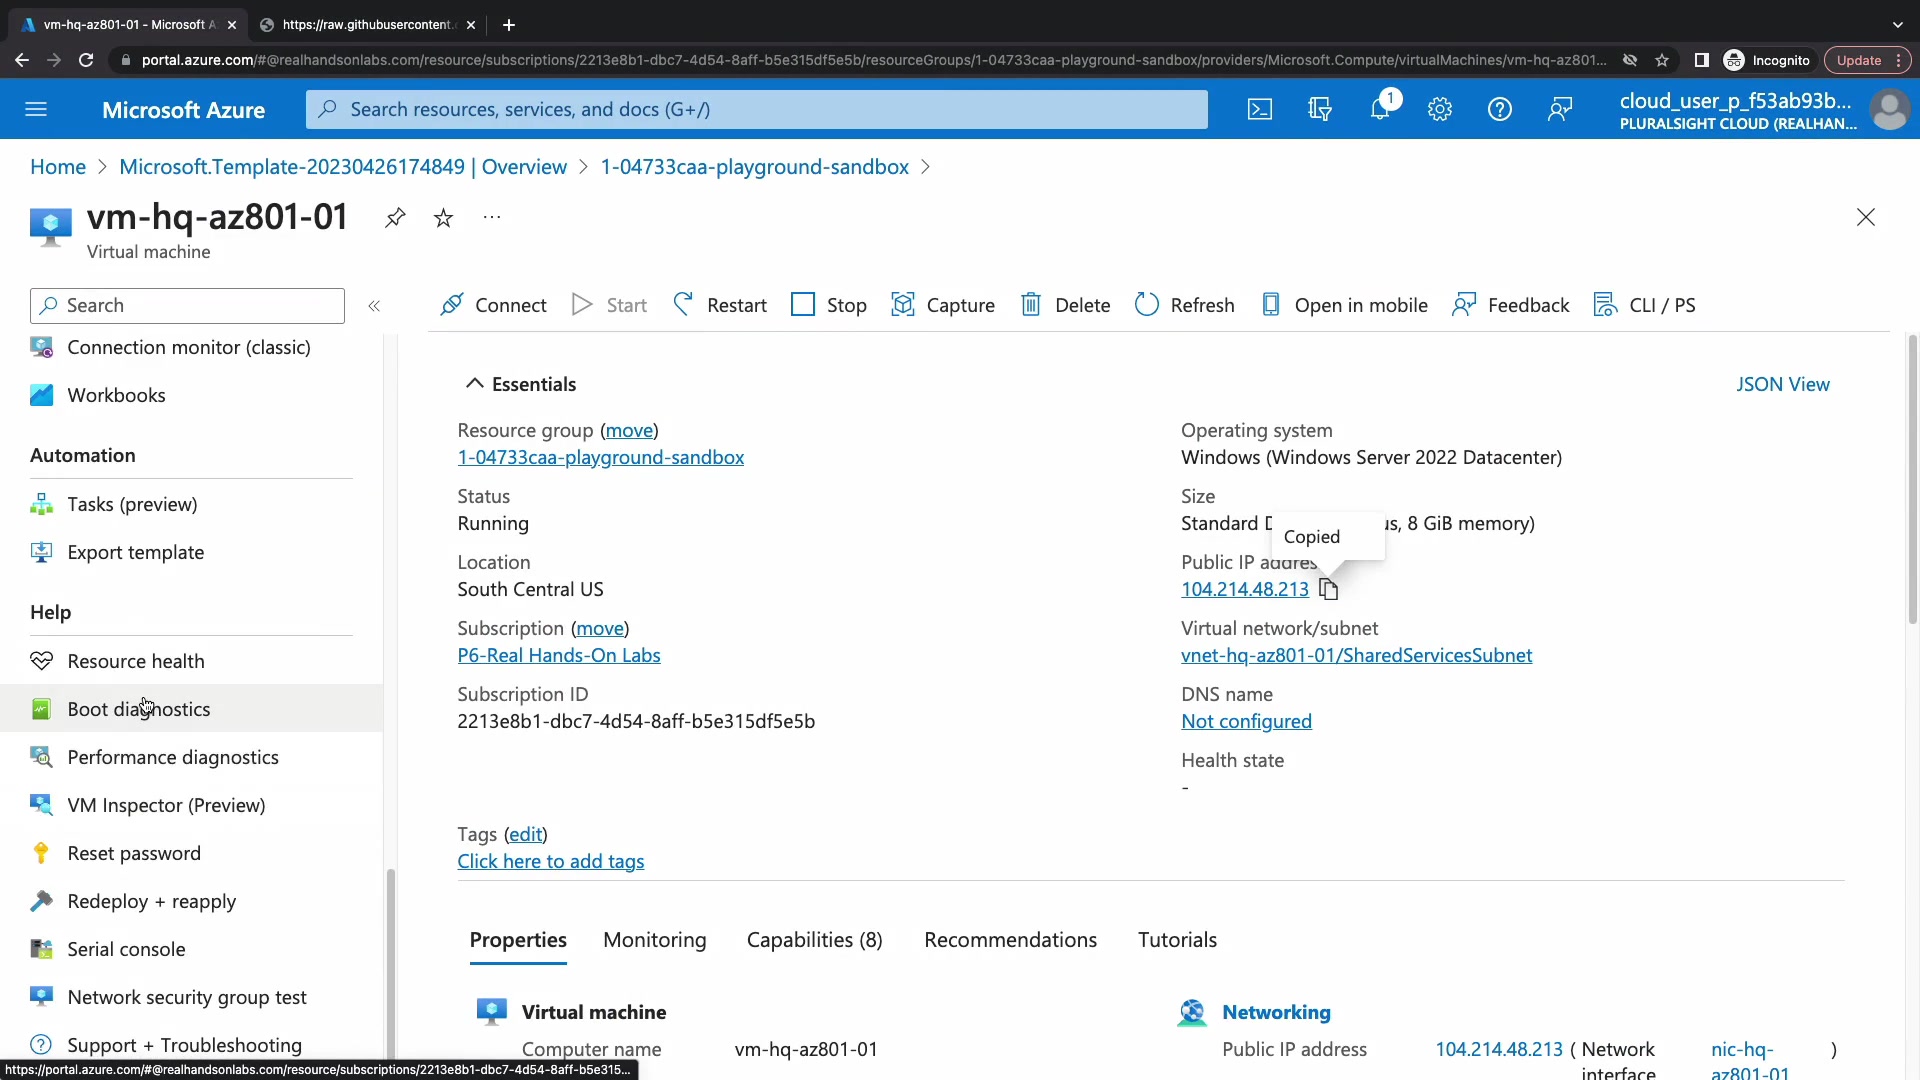 vm-hq-az801-01 - Microsoft A
https://raw.githubusercontent.
portal.azure.com/#@realhandsonlabs.com/resource/subscriptions/2213e8b1-dbc7-4d54-8aff-b5e315df5e5b/resourceGroups/1-04733caa-playground-sandbox/providers/Microsoft.Compute/virtualMachines/vm-hq-az801...
Incognito
Update
Microsoft Azure
Search resources, services, and docs (G+/)
1
cloud_user_p_f53ab93b...
PLURALSIGHT CLOUD (REALHAN...
Home > Microsoft.Template-20230426174849 | Overview > 1-04733caa-playground-sandbox >
vm-hq-az801-01
...
Virtual machine
Search
«
Connect
Start
Restart
Stop
Capture
Delete
Refresh
Open in mobile
Feedback
CLI / PS
Connection monitor (classic)
Workbooks
Automation
Tasks (preview)
Export template
Help
Resource health
Boot diagnostics
Performance diagnostics
VM Inspector (Preview)
Reset password
Redeploy + reapply
Serial console
Network security group test
Support + Troubleshooting
Essentials
JSON View
Resource group (move)
1-04733caa-playground-sandbox
Status
Running
Location
South Central US
Subscription (move)
P6-Real Hands-On Labs
Subscription ID
2213e8b1-dbc7-4d54-8aff-b5e315df5e5b
Operating system
Windows (Windows Server 2022 Datacenter)
Size
Standard 8 GiB memory)
Copied
Public IP addres
104.214.48.213
Virtual network/subnet
vnet-hq-az801-01/SharedServicesSubnet
DNS name
Not configured
Health state
-
Tags (edit)
Click here to add tags
Properties
Monitoring
Capabilities (8)
Recommendations
Tutorials
Virtual machine
Computer name vm-hq-az801-01
Networking
Public IP address 104.214.48.213 ( Network interface nic-hq-az801-01 )
https://portal.azure.com/#@realhandsonlabs.com/resource/subscriptions/2213e8b1-dbc7-4d54-8aff-b5e315...